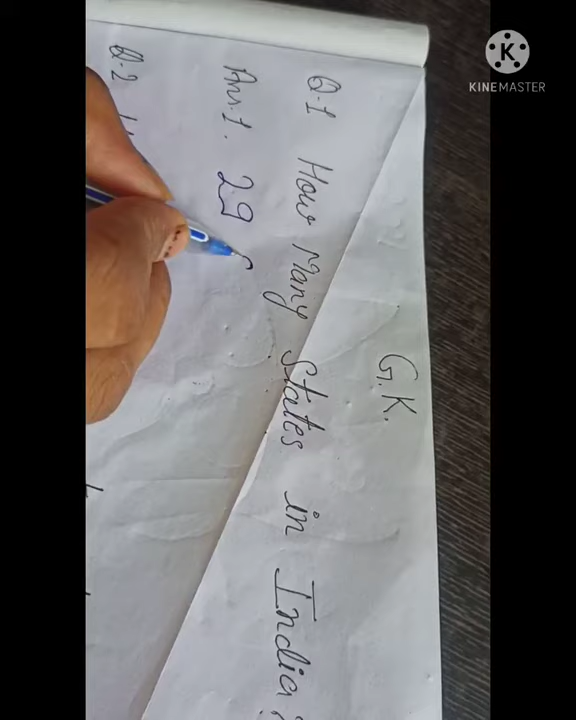 G.K.
Q.1 How Many States in India?
Ans.1. 29
Q.2
KINEMASTER